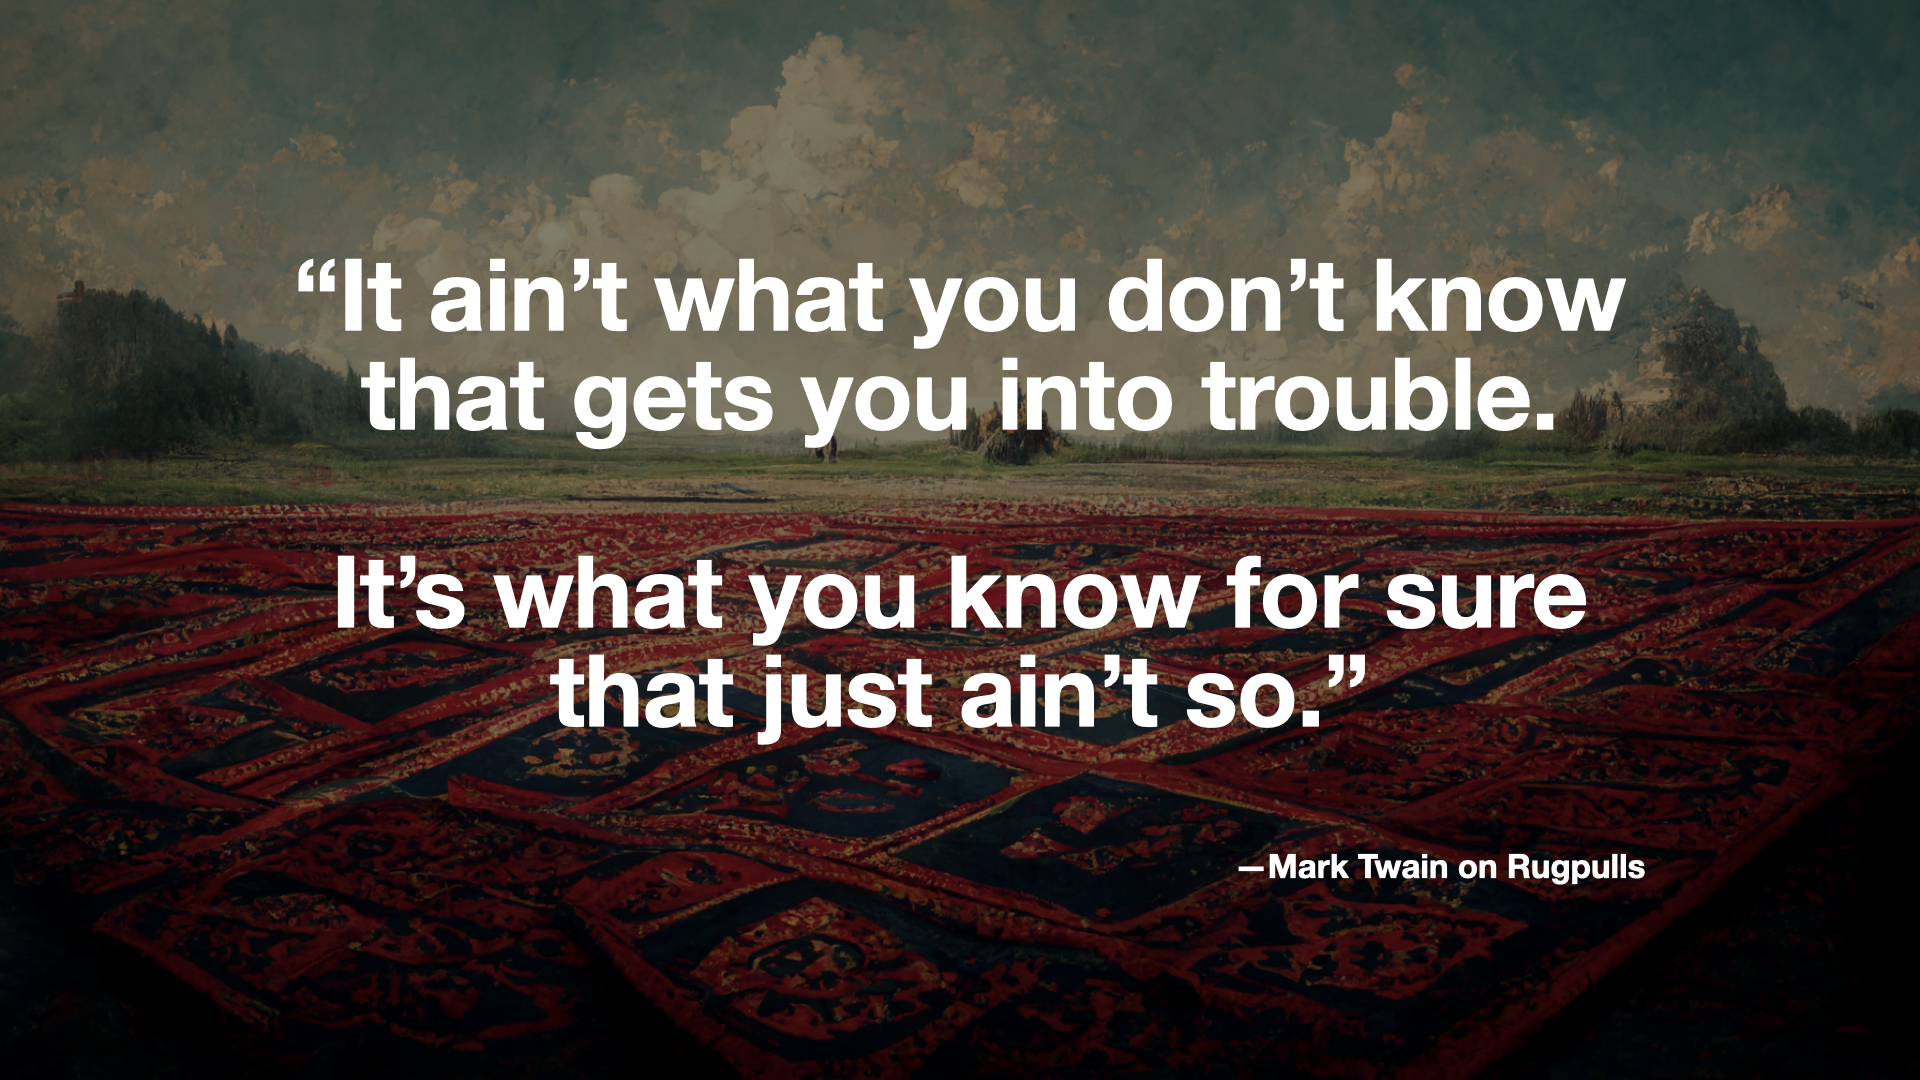 “It ain’t what you don’t know
that gets you into trouble.
It’s what you know for sure
that just ain’t so.”
—Mark Twain on Rugpulls